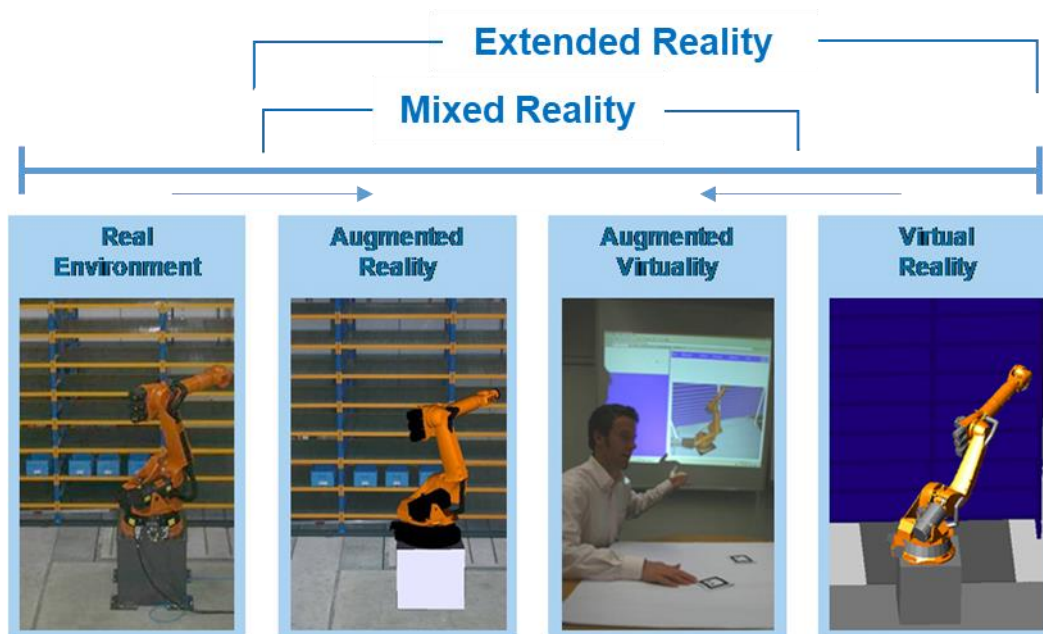 Extended Reality
Mixed Reality
Real
Environment
Augmented
Reality
Augmented
Virtuality
Virtual
Reality